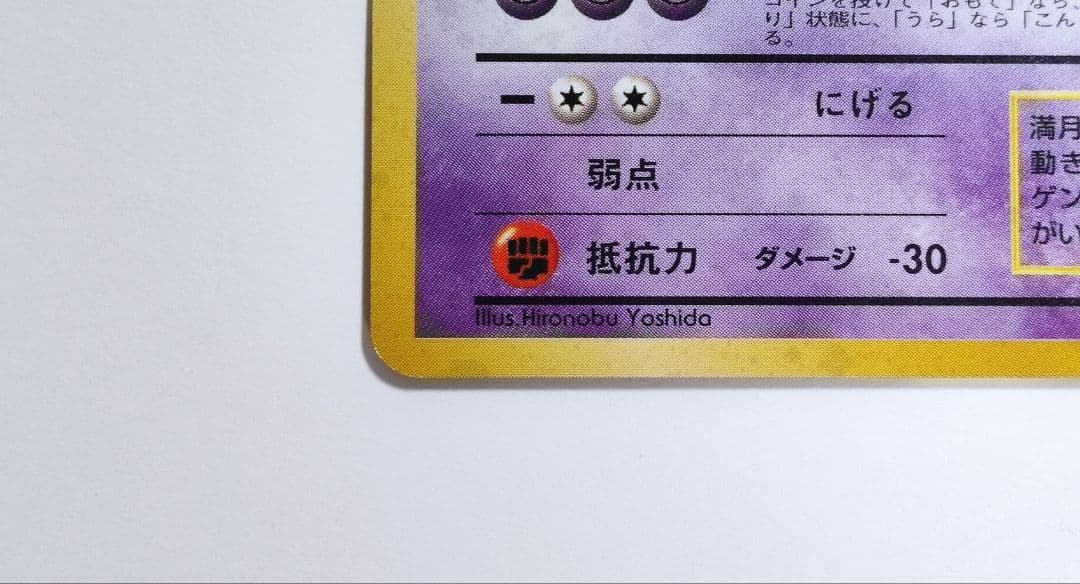 り」状態に、「うら」なら「こん
る。
にげる
弱点
抵抗力 ダメージ -30
Illus.Hironobu Yoshida
満月
動き
ゲン
がい